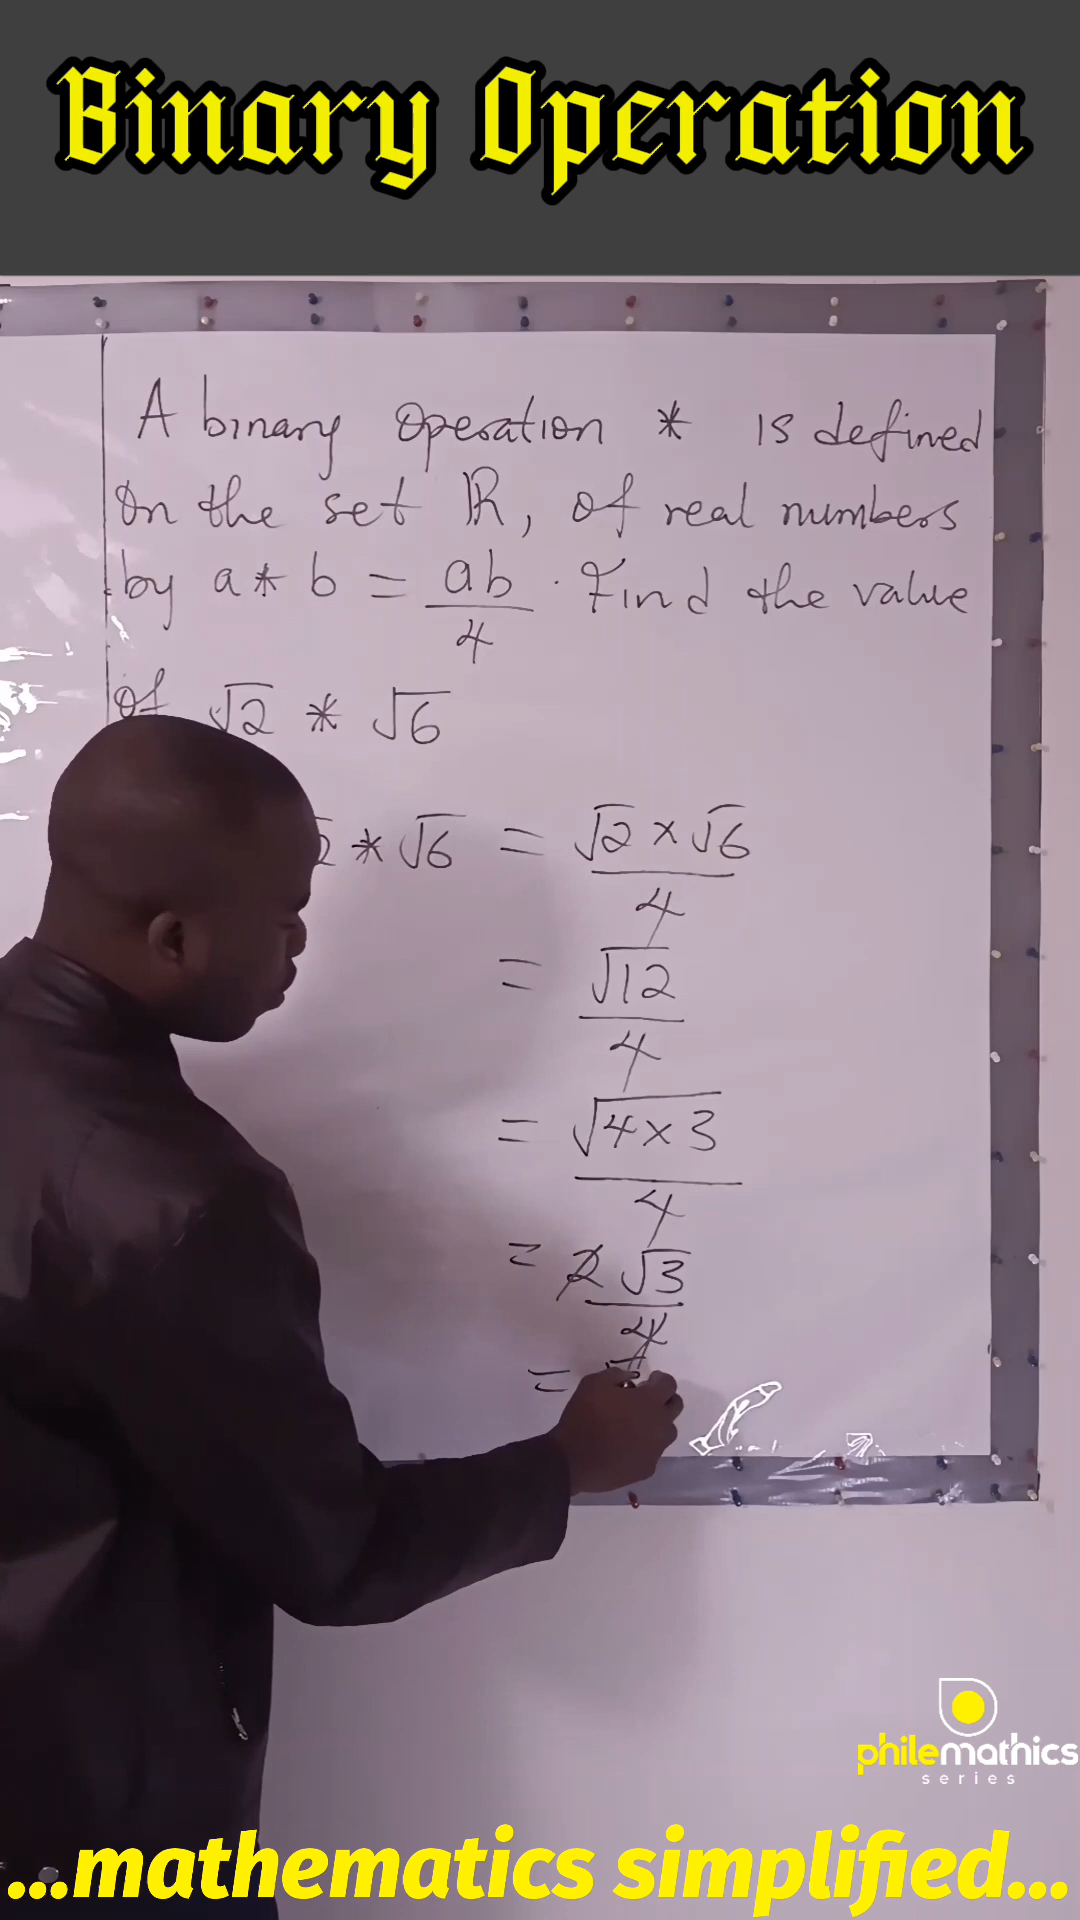 Binary Operation
A binary operation * is defined
on the set ℝ, of real numbers
by a * b = ab/4 . Find the value
of √2 * √6
* √6 = √2 × √6
4
= √12
4
= √4×3
4
= 2√3
4
=
philemathics
series
...mathematics simplified...